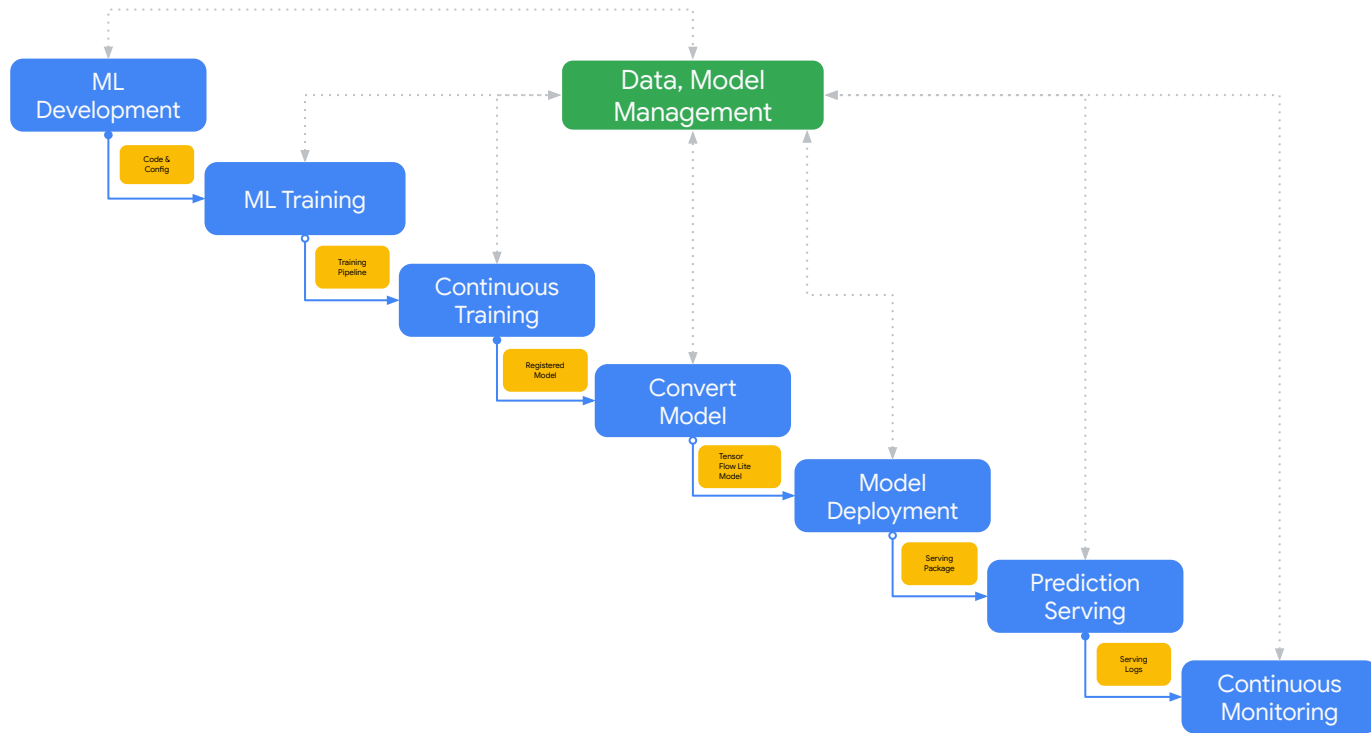 ML
Development
Data, Model
Management
Code &
Config
ML Training
Training
Pipeline
Continuous
Training
Registered
Model
Convert
Model
Tensor
Flow Lite
Model
Model
Deployment
Serving
Package
Prediction
Serving
Serving
Logs
Continuous
Monitoring